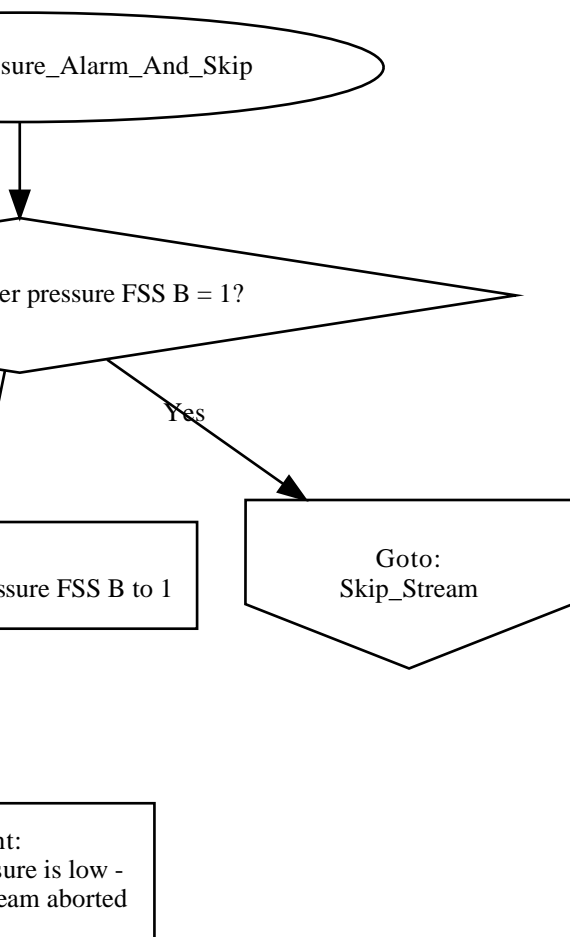 sure_Alarm_And_Skip
er pressure FSS B = 1?
Yes
Goto:
Skip_Stream
ssure FSS B to 1
nt:
sure is low -
eam aborted